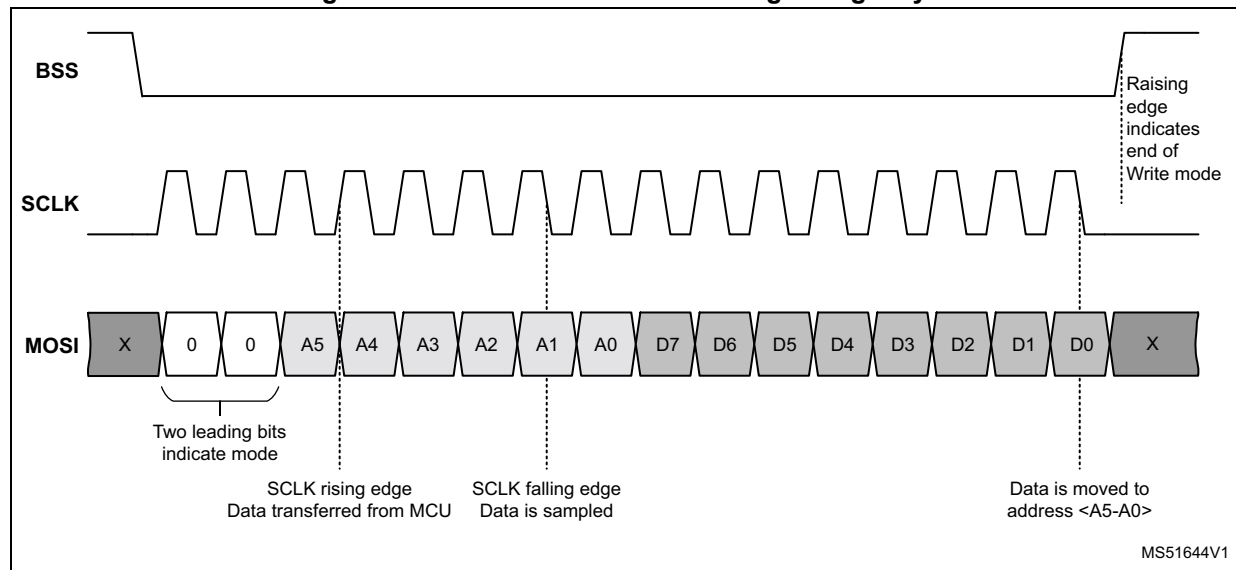 BSS
Raising
edge
indicates
end of
Write mode
SCLK
MOSI X 0 0 A5 A4 A3 A2 A1 A0 D7 D6 D5 D4 D3 D2 D1 D0 X
Two leading bits
indicate mode
SCLK rising edge
Data transferred from MCU
SCLK falling edge
Data is sampled
Data is moved to
address <A5-A0>
MS51644V1